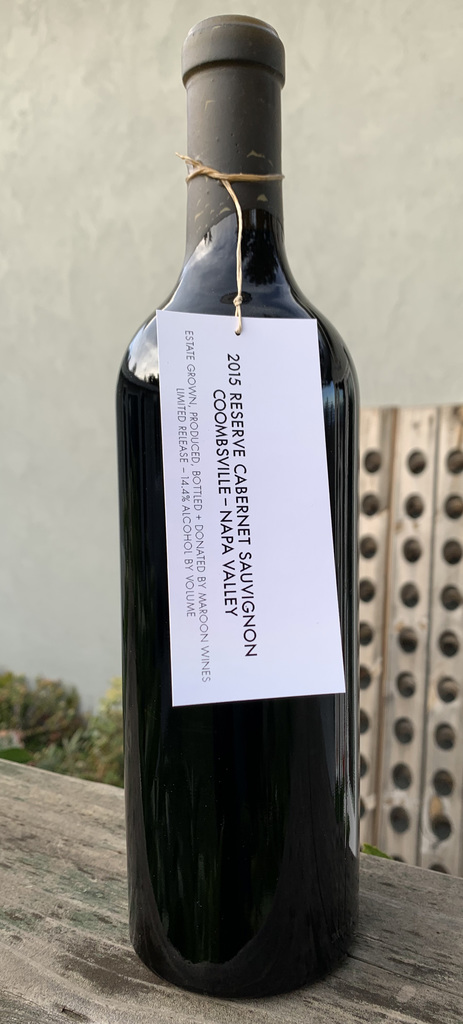 2015 RESERVE CABERNET SAUVIGNON
COOMBSVILLE – NAPA VALLEY
ESTATE GROWN, PRODUCED, BOTTLED + DONATED BY MAROON WINES
LIMITED RELEASE – 14.4% ALCOHOL BY VOLUME